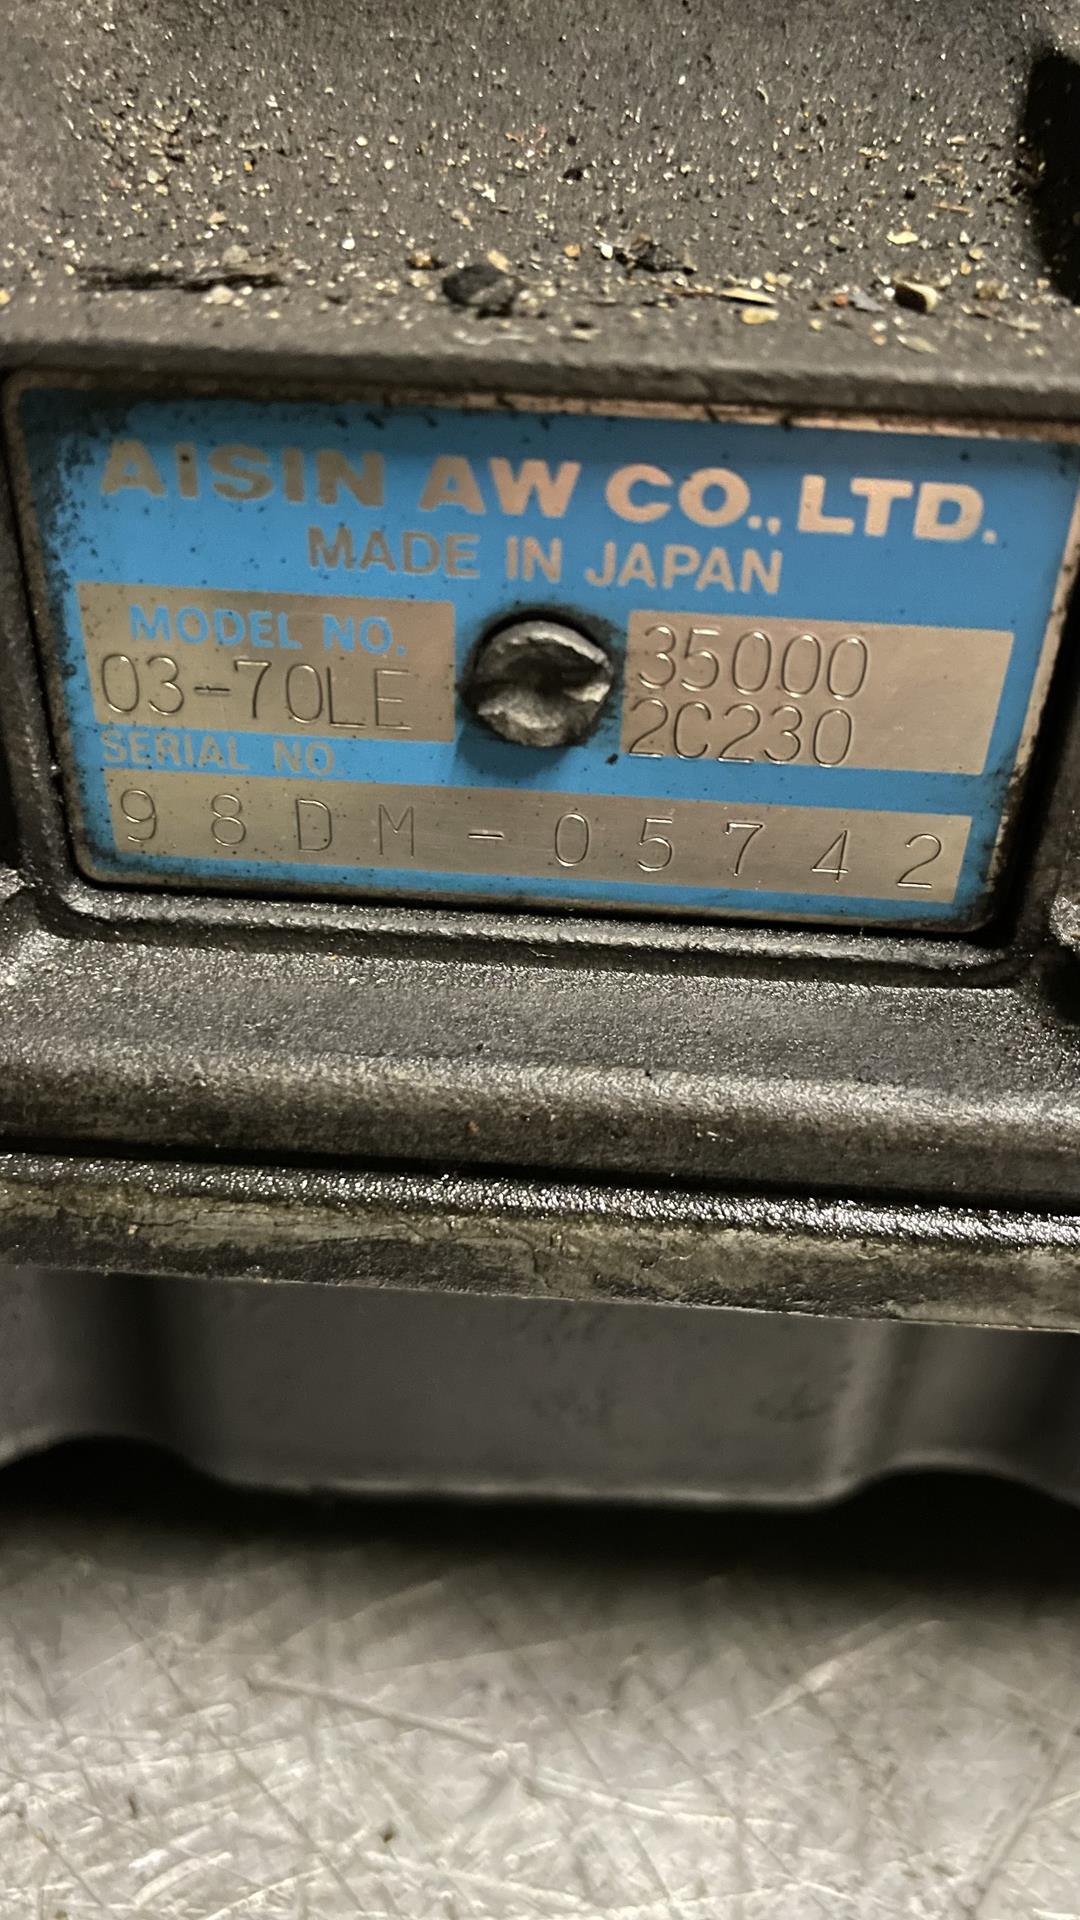 AISIN AW CO., LTD.
MADE IN JAPAN
MODEL NO.
03-70LE
35000
2C230
SERIAL NO.
98DM-05742